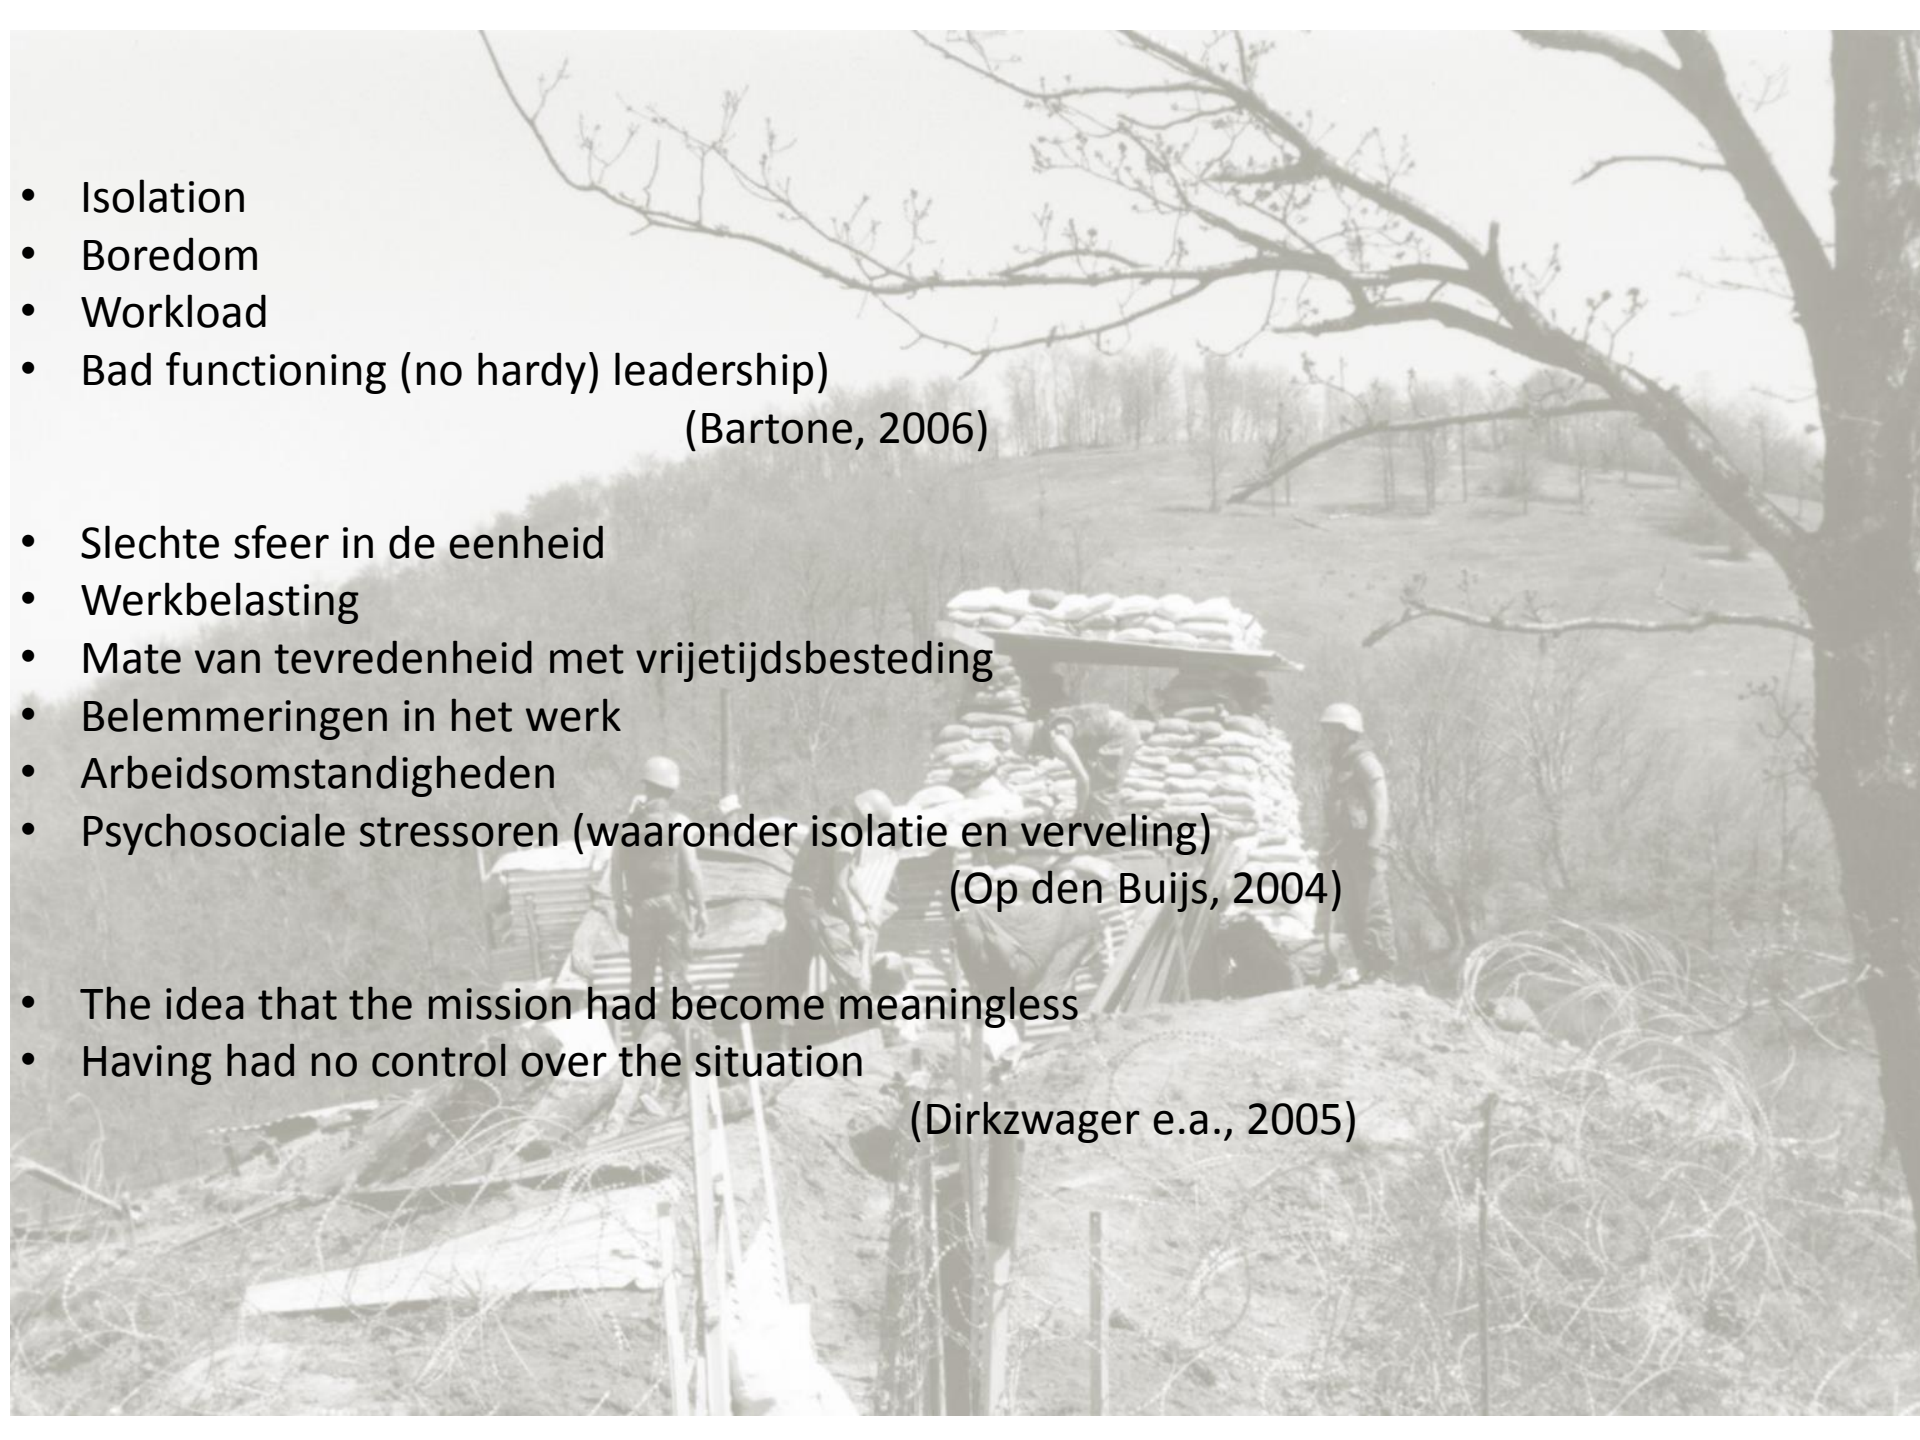 • Isolation
• Boredom
• Workload
• Bad functioning (no hardy) leadership)
(Bartone, 2006)
• Slechte sfeer in de eenheid
• Werkbelasting
• Mate van tevredenheid met vrijetijdsbesteding
• Belemmeringen in het werk
• Arbeidsomstandigheden
• Psychosociale stressoren (waaronder isolatie en verveling)
(Op den Buijs, 2004)
• The idea that the mission had become meaningless
• Having had no control over the situation
(Dirkzwager e.a., 2005)